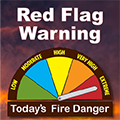 Red Flag
Warning
LOW
MODERATE
HIGH
VERY HIGH
EXTREME
Today's Fire Danger